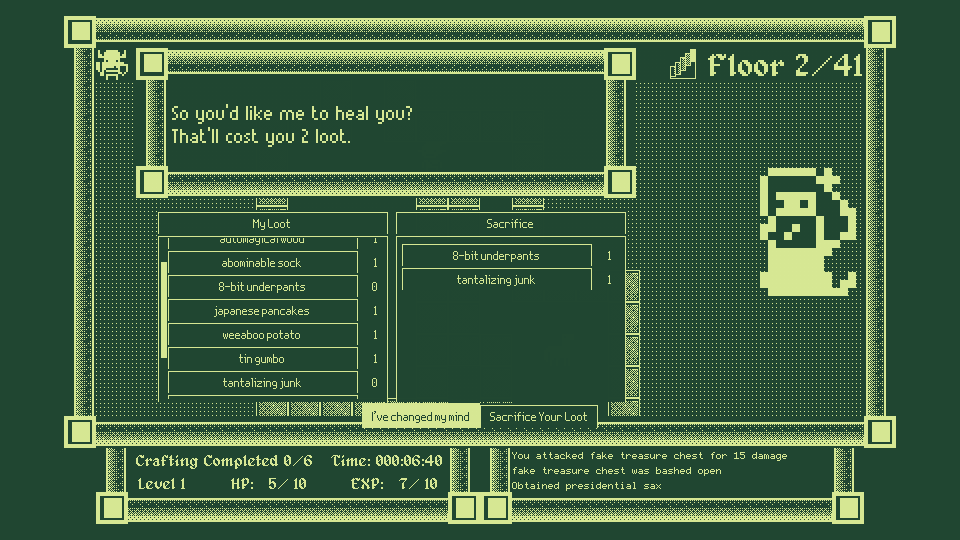 Floor 2/41
So you'd like me to heal you?
That'll cost you 2 loot.
My Loot
automagical wood 1
abominable sock 1
8-bit underpants 0
japanese pancakes 1
weeaboo potato 1
tin gumbo 1
tantalizing junk 0
Sacrifice
8-bit underpants 1
tantalizing junk 1
I've changed my mind
Sacrifice Your Loot
Crafting Completed 0/6 Time: 000:06:40
Level 1 HP: 5/ 10 EXP: 7/ 10
You attacked fake treasure chest for 15 damage
fake treasure chest was bashed open
Obtained presidential sax